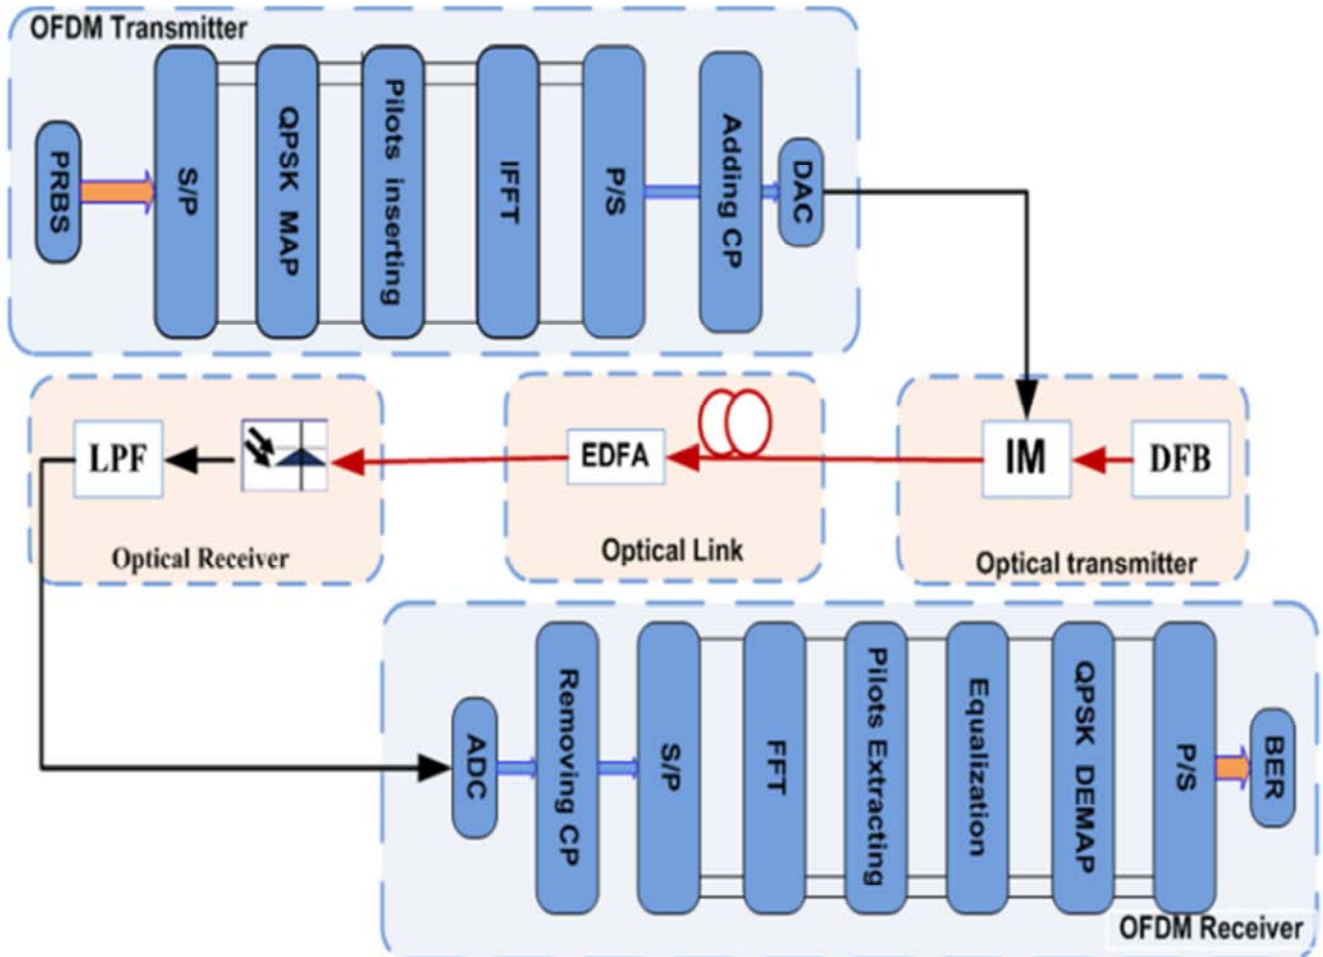 OFDM Transmitter
PRBS
S/P
QPSK MAP
Pilots inserting
IFFT
P/S
Adding CP
DAC
LPF
EDFA
IM
DFB
Optical Receiver
Optical Link
Optical transmitter
ADC
Removing CP
S/P
FFT
Pilots Extracting
Equalization
QPSK DEMAP
P/S
BER
OFDM Receiver